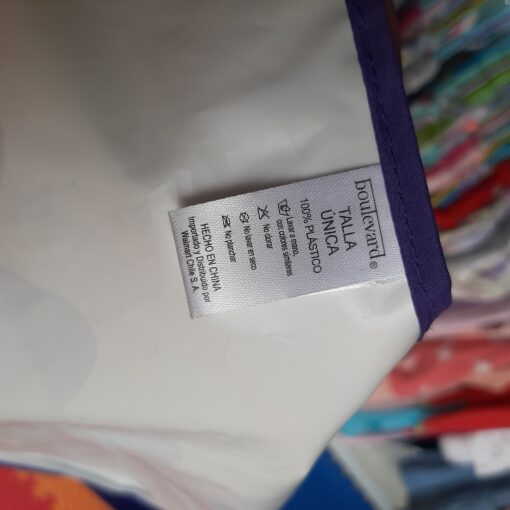 boulevard®
TALLA
ÚNICA
100% PLÁSTICO
Lavar a mano,
con colores similares
No clorar
No lavar en seco
No planchar
HECHO EN CHINA
Importado y Distribuido por
Walmart Chile S.A.